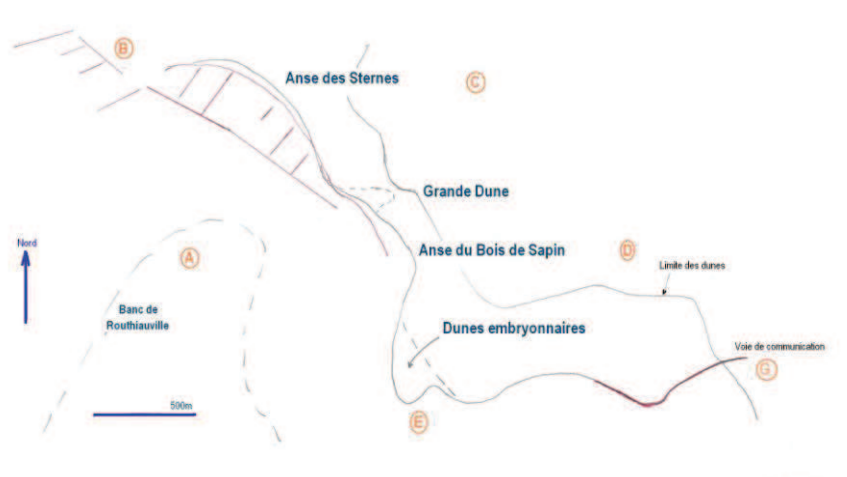 B
Anse des Sternes
C
Grande Dune
Nord
A
Anse du Bois de Sapin
D
Limite des dunes
Banc de
Routhiauville
Dunes embryonnaires
Voie de communication
G
500m
E